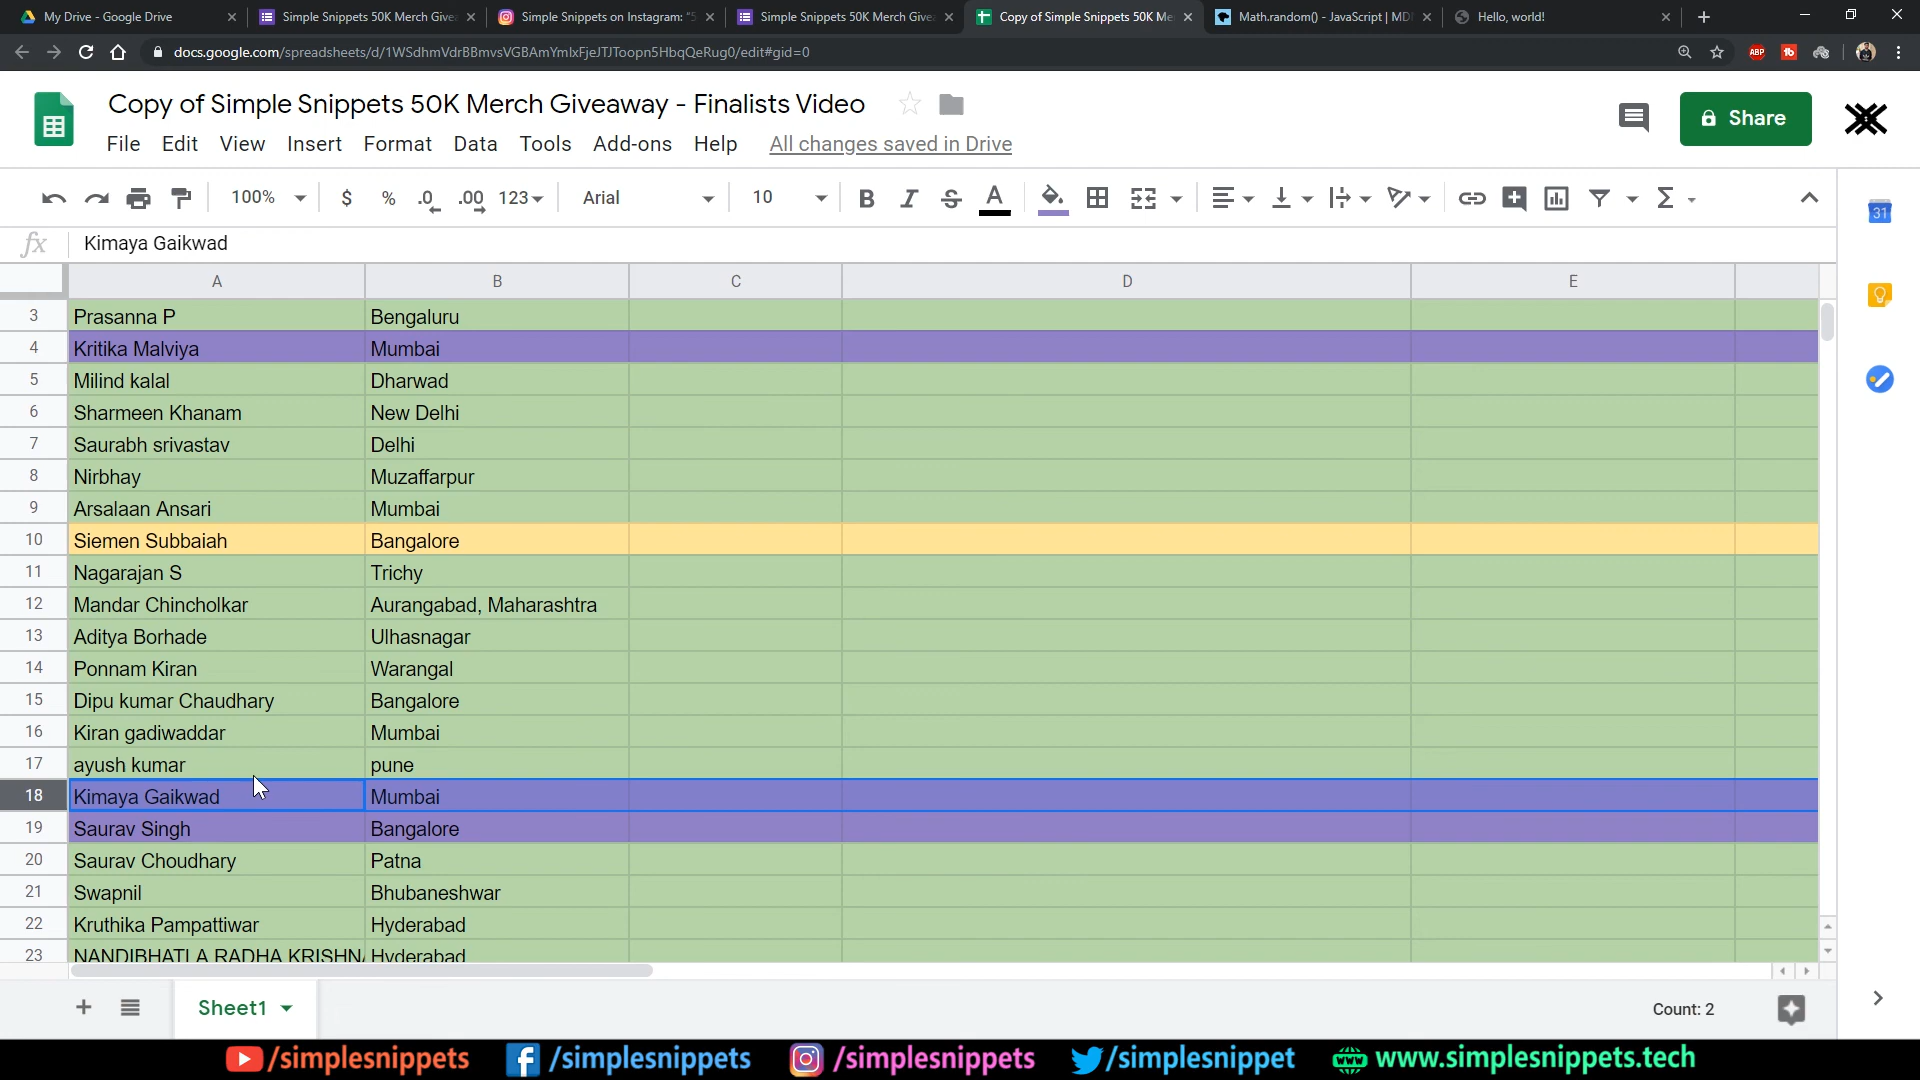 My Drive - Google Drive
Simple Snippets 50K Merch Givea
Simple Snippets on Instagram: "5
Simple Snippets 50K Merch Give
Copy of Simple Snippets 50K Me
Math.random() - JavaScript | MD
Hello, world!
docs.google.com/spreadsheets/d/1WSdhmVdrBBmvsVGBAmYmlxFjeJTJToopn5HbqQeRug0/edit#gid=0
ABP
Copy of Simple Snippets 50K Merch Giveaway - Finalists Video
Share
File Edit View Insert Format Data Tools Add-ons Help All changes saved in Drive
100% $ % .0 .00 123 Arial 10 B I S A Σ
31
fx Kimaya Gaikwad
A B C D E
3 Prasanna P Bengaluru
4 Kritika Malviya Mumbai
5 Milind kalal Dharwad
6 Sharmeen Khanam New Delhi
7 Saurabh srivastav Delhi
8 Nirbhay Muzaffarpur
9 Arsalaan Ansari Mumbai
10 Siemen Subbaiah Bangalore
11 Nagarajan S Trichy
12 Mandar Chincholkar Aurangabad, Maharashtra
13 Aditya Borhade Ulhasnagar
14 Ponnam Kiran Warangal
15 Dipu kumar Chaudhary Bangalore
16 Kiran gadiwaddar Mumbai
17 ayush kumar pune
18 Kimaya Gaikwad Mumbai
19 Saurav Singh Bangalore
20 Saurav Choudhary Patna
21 Swapnil Bhubaneshwar
22 Kruthika Pampattiwar Hyderabad
23 NANDIBHATLA RADHA KRISHN Hyderabad
Sheet1
Count: 2
/simplesnippets /simplesnippets /simplesnippets /simplesnippet www.simplesnippets.tech